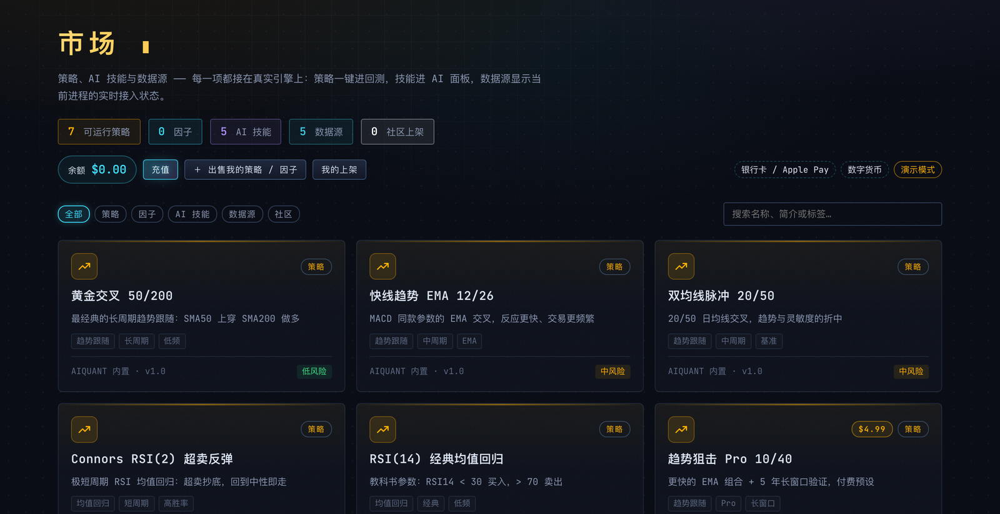 市场
策略、AI 技能与数据源 —— 每一项都接在真实引擎上：策略一键进回测，技能进 AI 面板，数据源显示当
前进程的实时接入状态。
7 可运行策略 0 因子 5 AI 技能 5 数据源 0 社区上架
余额 $0.00 充值 + 出售我的策略 / 因子 我的上架 银行卡 / Apple Pay 数字货币 演示模式
全部 策略 因子 AI 技能 数据源 社区 搜索名称、简介或标签…
策略 策略 策略
黄金交叉 50/200 快线趋势 EMA 12/26 双均线脉冲 20/50
最经典的长周期趋势跟随：SMA50 上穿 SMA200 做多 MACD 同款参数的 EMA 交叉，反应更快、交易更频繁 20/50 日均线交叉，趋势与灵敏度的折中
趋势跟随 长周期 低频 趋势跟随 中周期 EMA 趋势跟随 中周期 基准
AIQUANT 内置 · v1.0 低风险 AIQUANT 内置 · v1.0 中风险 AIQUANT 内置 · v1.0 中风险
策略 策略 $4.99 策略
Connors RSI(2) 超卖反弹 RSI(14) 经典均值回归 趋势狙击 Pro 10/40
极短周期 RSI 均值回归：超卖抄底，回到中性即走 教科书参数：RSI14 < 30 买入，> 70 卖出 更快的 EMA 组合 + 5 年长窗口验证，付费预设
均值回归 短周期 高胜率 均值回归 经典 低频 趋势跟随 Pro 长窗口